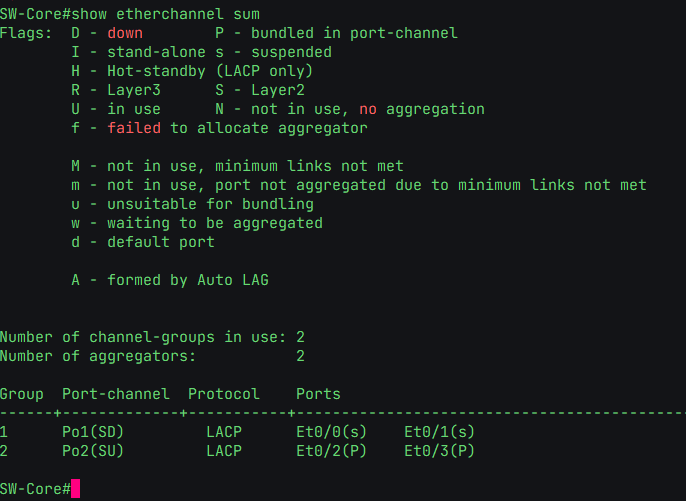 SW-Core#show etherchannel sum
Flags:  D - down        P - bundled in port-channel
        I - stand-alone s - suspended
        H - Hot-standby (LACP only)
        R - Layer3      S - Layer2
        U - in use      N - not in use, no aggregation
        f - failed to allocate aggregator

        M - not in use, minimum links not met
        m - not in use, port not aggregated due to minimum links not met
        u - unsuitable for bundling
        w - waiting to be aggregated
        d - default port

        A - formed by Auto LAG


Number of channel-groups in use: 2
Number of aggregators:           2

Group  Port-channel  Protocol    Ports
------+-------------+-----------+-------------------------------------------
1      Po1(SD)         LACP      Et0/0(s)    Et0/1(s)
2      Po2(SU)         LACP      Et0/2(P)    Et0/3(P)

SW-Core#